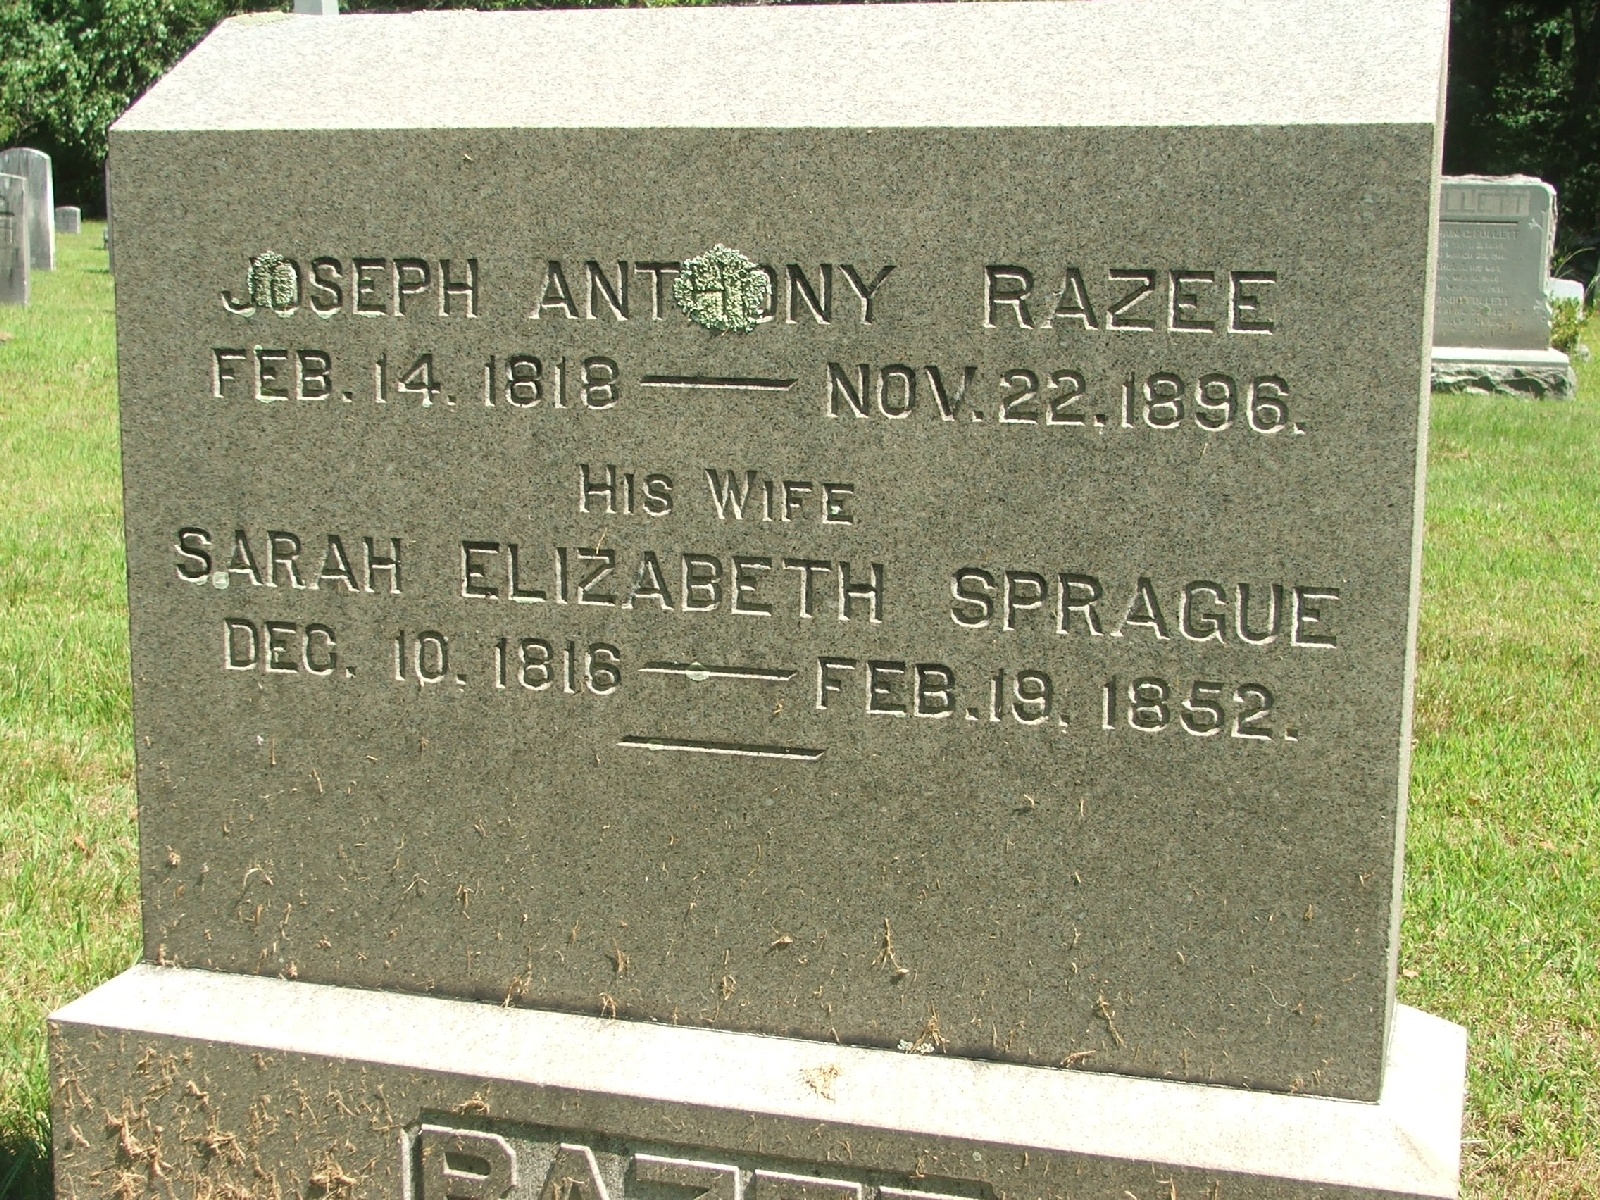 JOSEPH ANTHONY RAZEE
FEB. 14. 1818 — NOV. 22, 1896.
HIS WIFE
SARAH ELIZABETH SPRAGUE
DEC. 10. 1816 — FEB. 19, 1852.
RAZEE